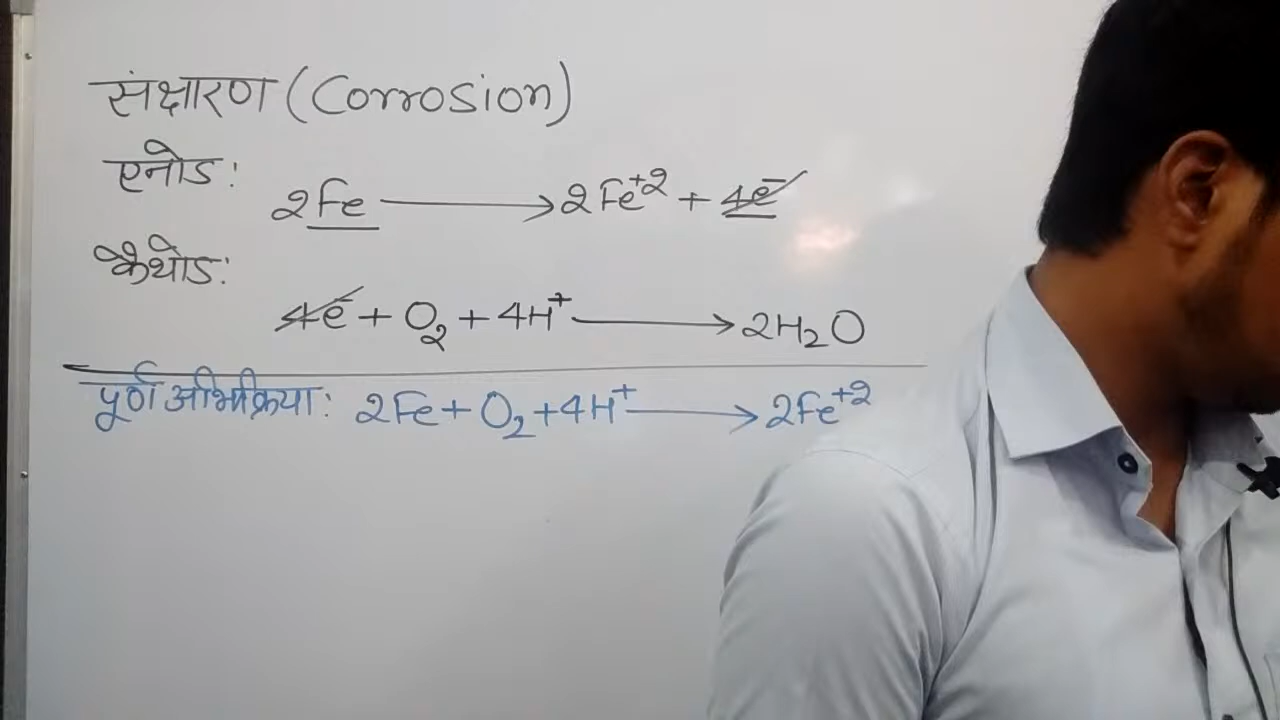 संक्षारण (Corrosion)
एनोड:
2Fe ⟶ 2Fe⁺² + 4e⁻
कैथोड:
4e⁻ + O₂ + 4H⁺ ⟶ 2H₂O
पूर्ण अभिक्रिया: 2Fe + O₂ + 4H⁺ ⟶ 2Fe⁺²